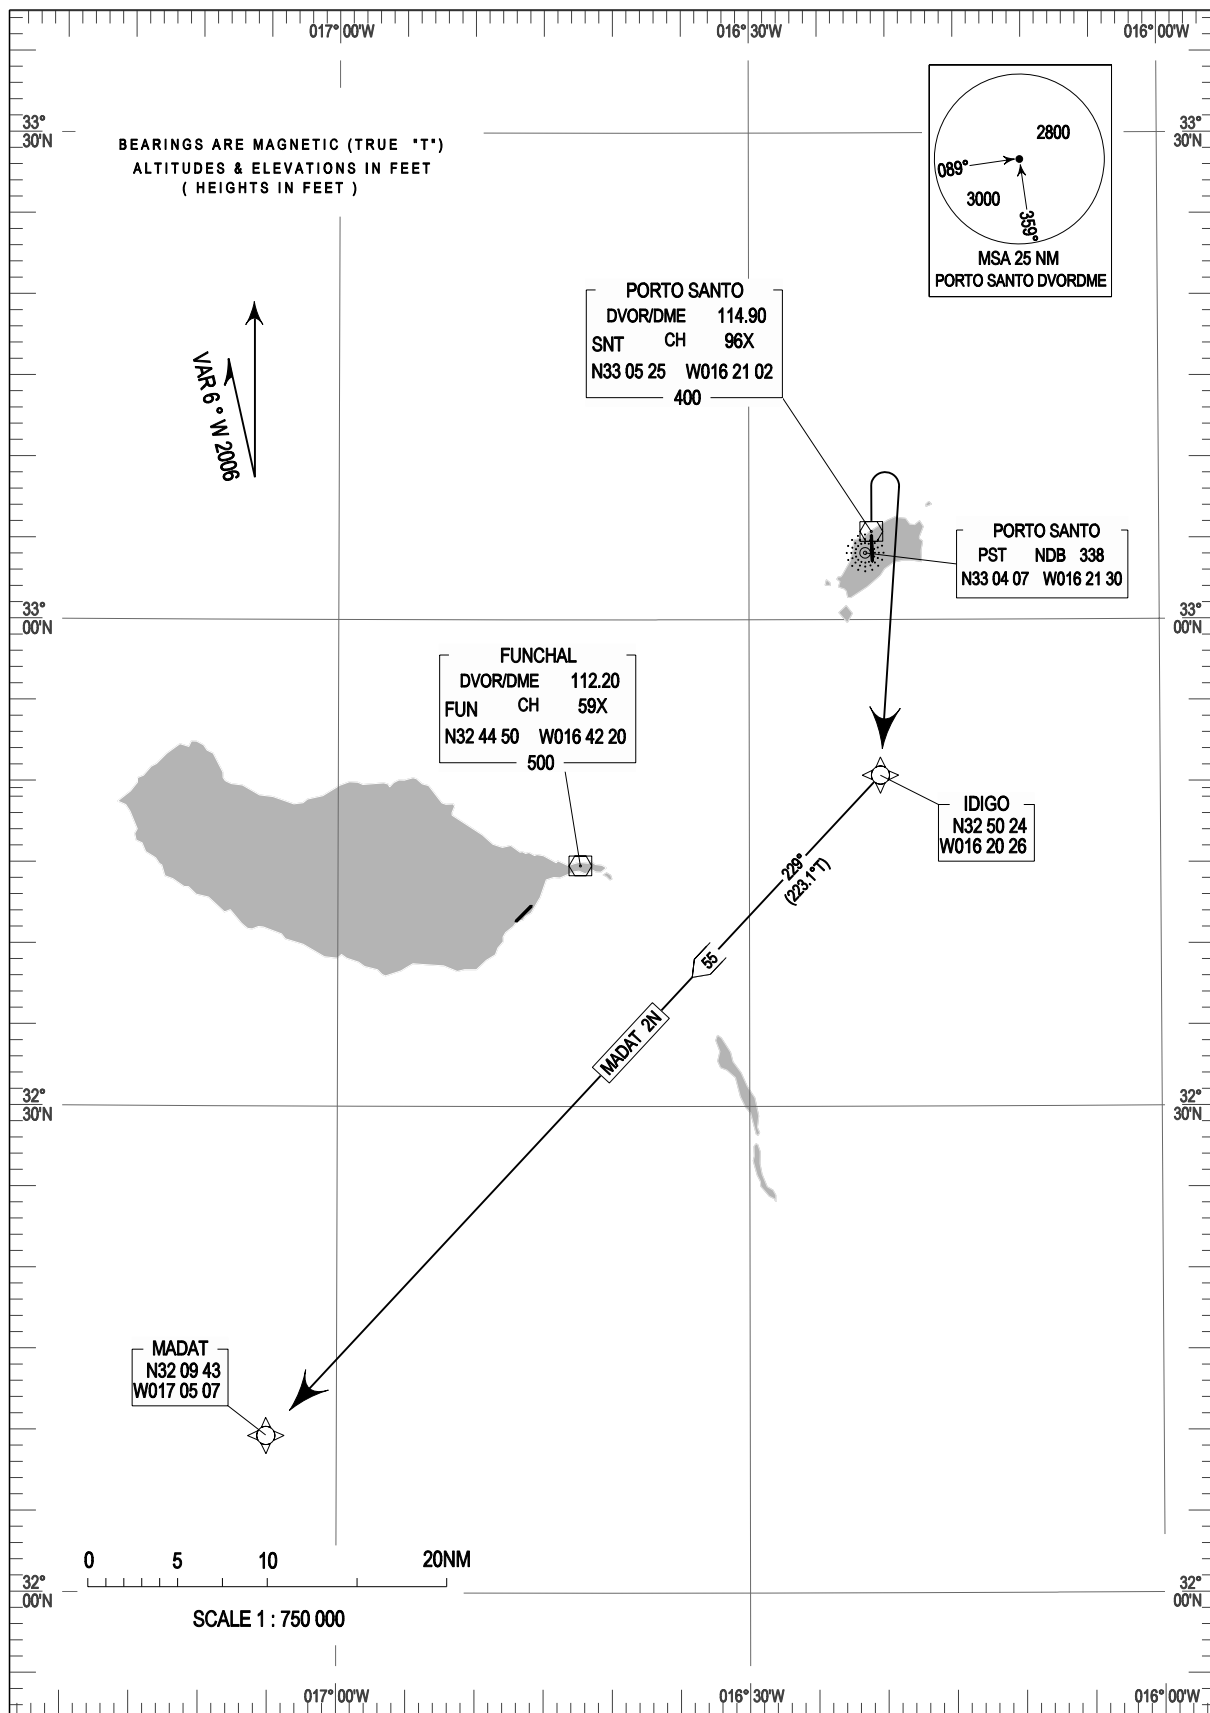 017° 00'W
016° 30'W
016° 00'W
33°
30'N
33°
30'N
BEARINGS ARE MAGNETIC (TRUE "T")
ALTITUDES & ELEVATIONS IN FEET
( HEIGHTS IN FEET )
2800
089°
3000
359°
MSA 25 NM
PORTO SANTO DVORDME
VAR 6° W 2006
PORTO SANTO
DVOR/DME 114.90
SNT CH 96X
N33 05 25 W016 21 02
400
PORTO SANTO
PST NDB 338
N33 04 07 W016 21 30
33°
00'N
33°
00'N
FUNCHAL
DVOR/DME 112.20
FUN CH 59X
N32 44 50 W016 42 20
500
IDIGO
N32 50 24
W016 20 26
229°
(223.1°T)
55
MADAT 2N
32°
30'N
32°
30'N
MADAT
N32 09 43
W017 05 07
0 5 10 20NM
SCALE 1 : 750 000
32°
00'N
32°
00'N
017° 00'W
016° 30'W
016° 00'W